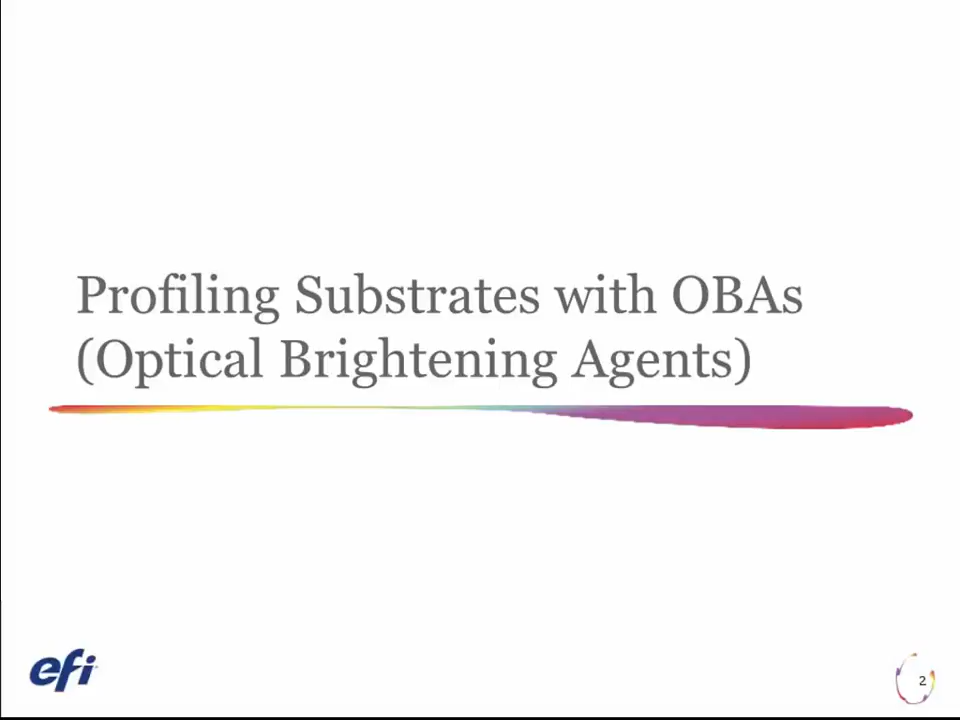 Profiling Substrates with OBAs
(Optical Brightening Agents)
efi
2